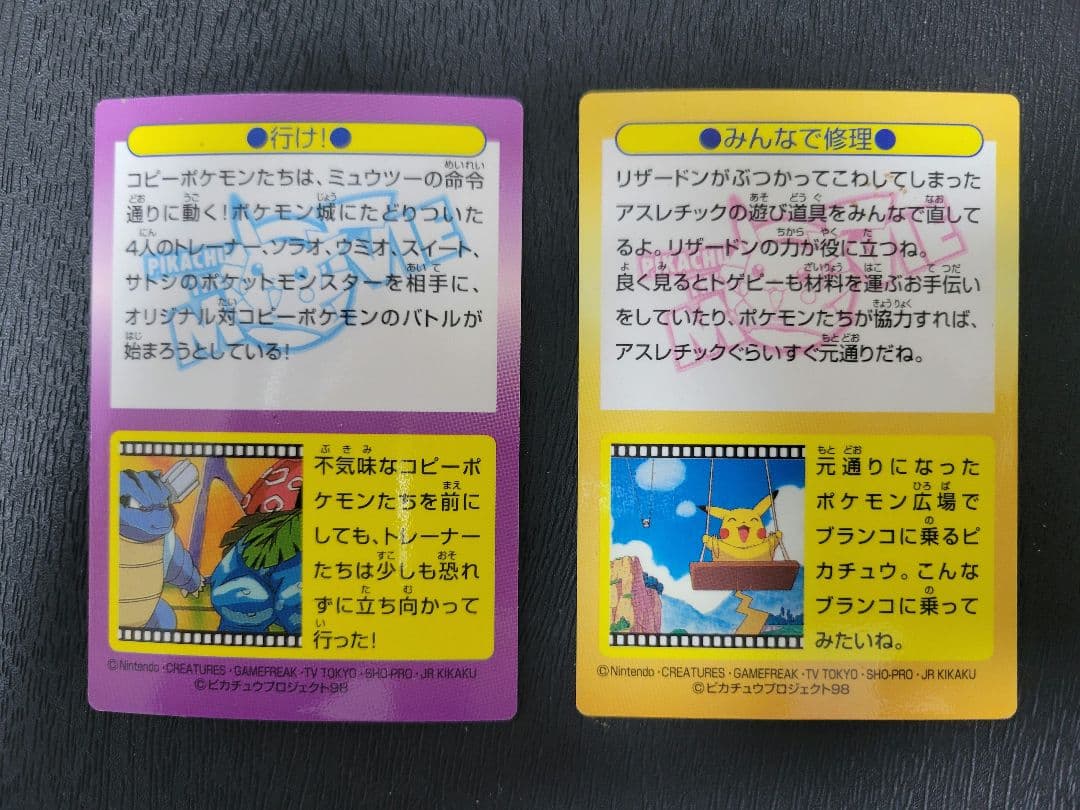 ●行け!●
コピーポケモンたちは、ミュウツーの命令
通りに動く!ポケモン城にたどりついた
4人のトレーナー、ソラオ、ウミオ、スイート、
サトシのポケットモンスターを相手に、
オリジナル対コピーポケモンのバトルが
始まろうとしている!
PIKACHU
THE MOVIE
不気味なコピーポ
ケモンたちを前に
しても、トレーナー
たちは少しも恐れ
ずに立ち向かって
行った!
©Nintendo・CREATURES・GAMEFREAK・TV TOKYO・SHO-PRO・JR KIKAKU
©ピカチュウプロジェクト98
●みんなで修理●
リザードンがぶつかってこわしてしまった
アスレチックの遊び道具をみんなで直して
るよ。リザードンの力が役に立つね。
良く見るとトゲピーも材料を運ぶお手伝い
をしていたり、ポケモンたちが協力すれば、
アスレチックぐらいすぐ元通りだね。
PIKACHU
THE MOVIE
元通りになった
ポケモン広場で
ブランコに乗るピ
カチュウ。こんな
ブランコに乗って
みたいね。
©Nintendo・CREATURES・GAMEFREAK・TV TOKYO・SHO-PRO・JR KIKAKU
©ピカチュウプロジェクト98